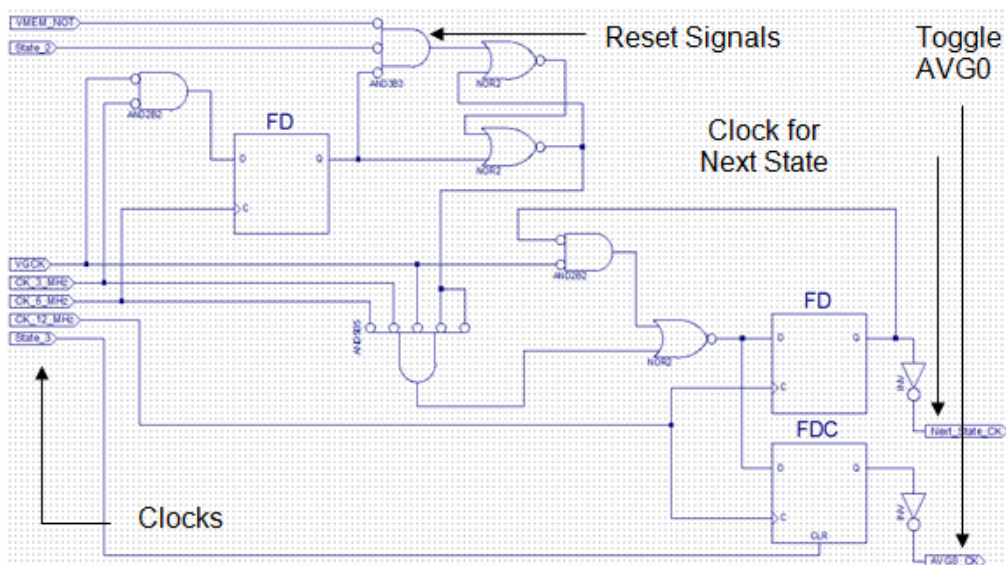 VMEM_NOT
State_2
AND3B3
Reset Signals
Toggle
AVG0
NOR2
AND2B2
FD
D
Q
C
NOR2
Clock for
Next State
VGCK
CK_3_MHz
CK_6_MHz
CK_12_MHz
State_3
AND2B2
AND5B5
NOR2
FD
D
Q
C
INV
Next_State_CK
FDC
D
Q
C
CLR
INV
AVG0_CK
Clocks